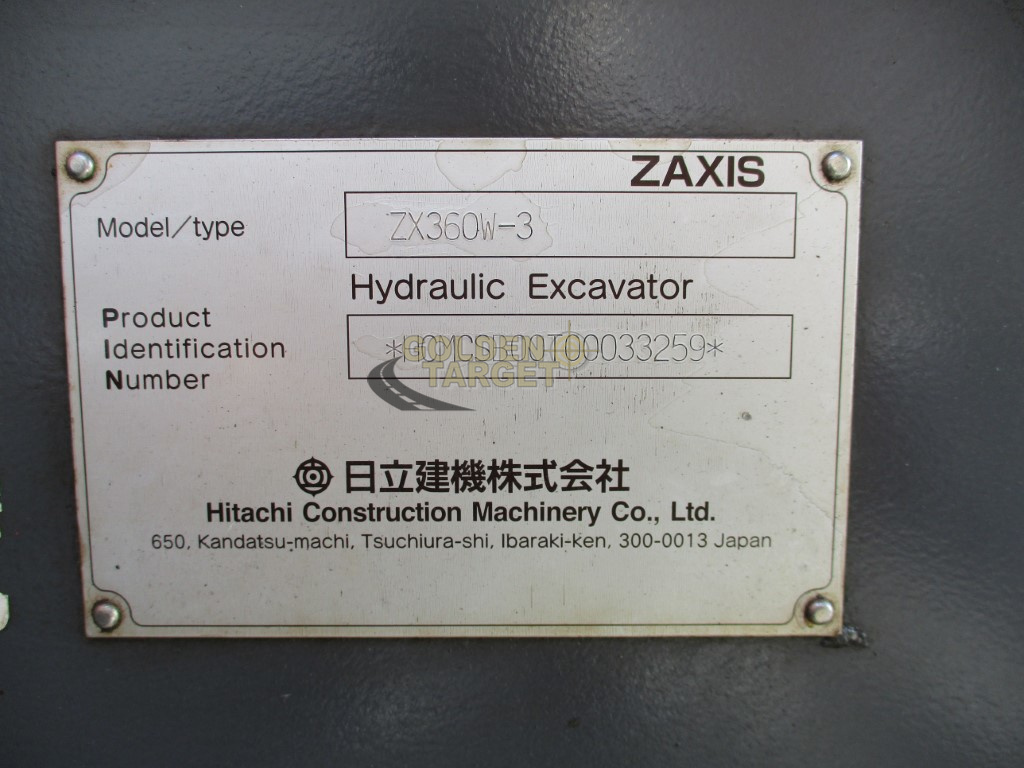 ZAXIS
Model/type ZX360W-3
Hydraulic Excavator
Product
Identification
Number
GOLDEN
TARGET
日立建機株式会社
Hitachi Construction Machinery Co., Ltd.
650, Kandatsu-machi, Tsuchiura-shi, Ibaraki-ken, 300-0013 Japan